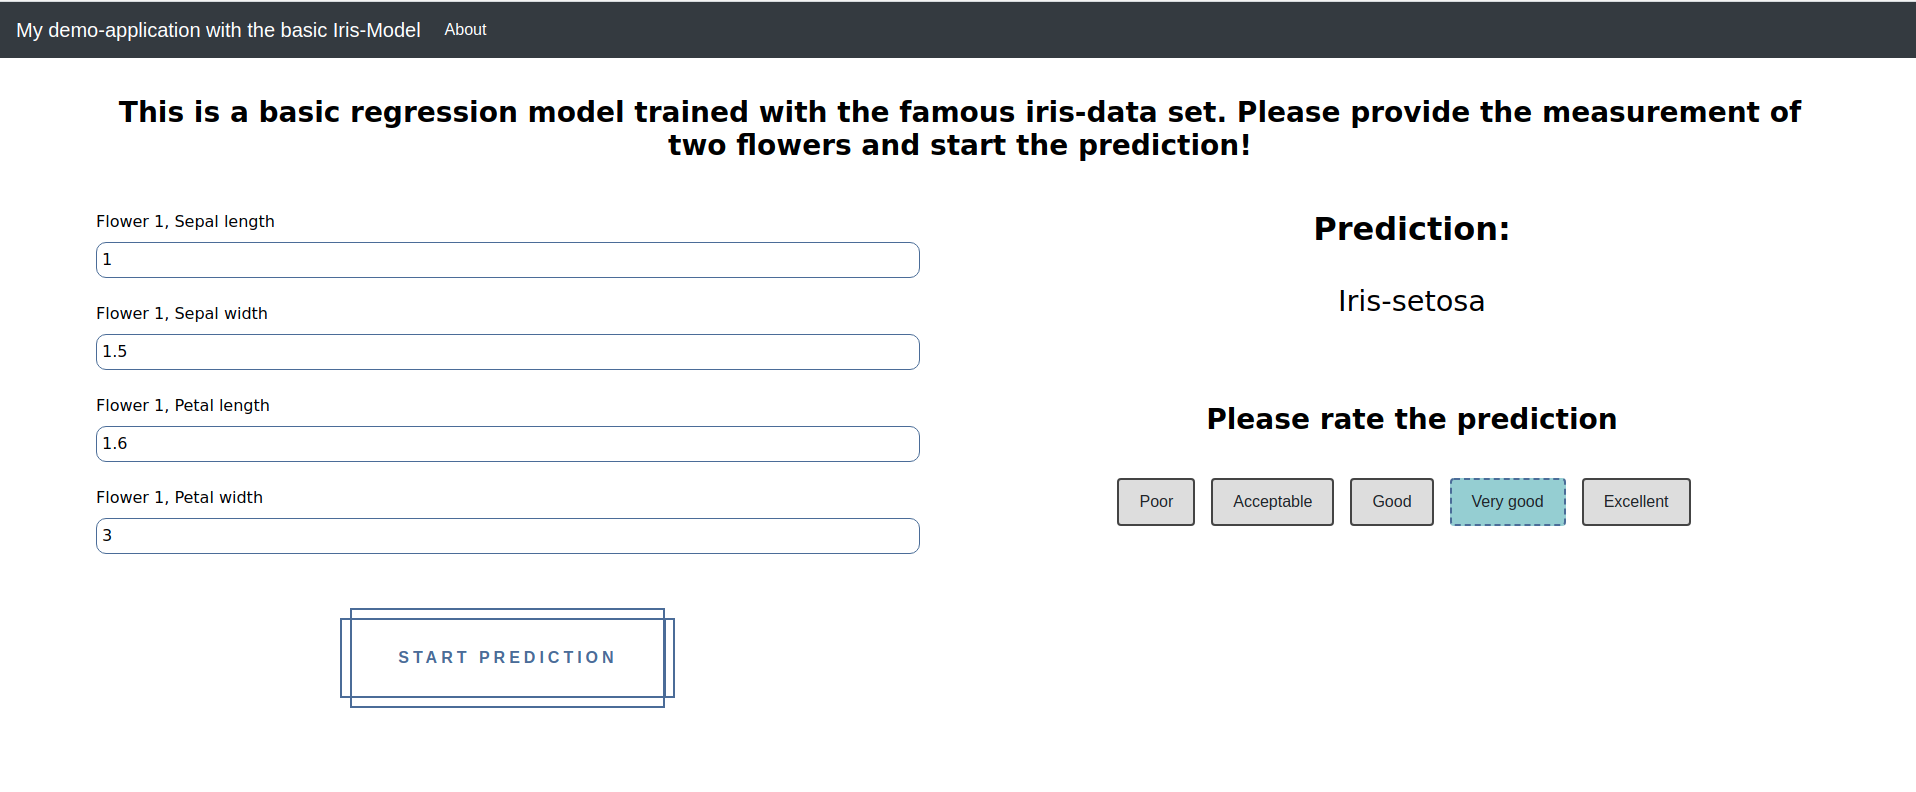 My demo-application with the basic Iris-Model About
This is a basic regression model trained with the famous iris-data set. Please provide the measurement of
two flowers and start the prediction!
Flower 1, Sepal length
1
Flower 1, Sepal width
1.5
Flower 1, Petal length
1.6
Flower 1, Petal width
3
START PREDICTION
Prediction:
Iris-setosa
Please rate the prediction
Poor Acceptable Good Very good Excellent